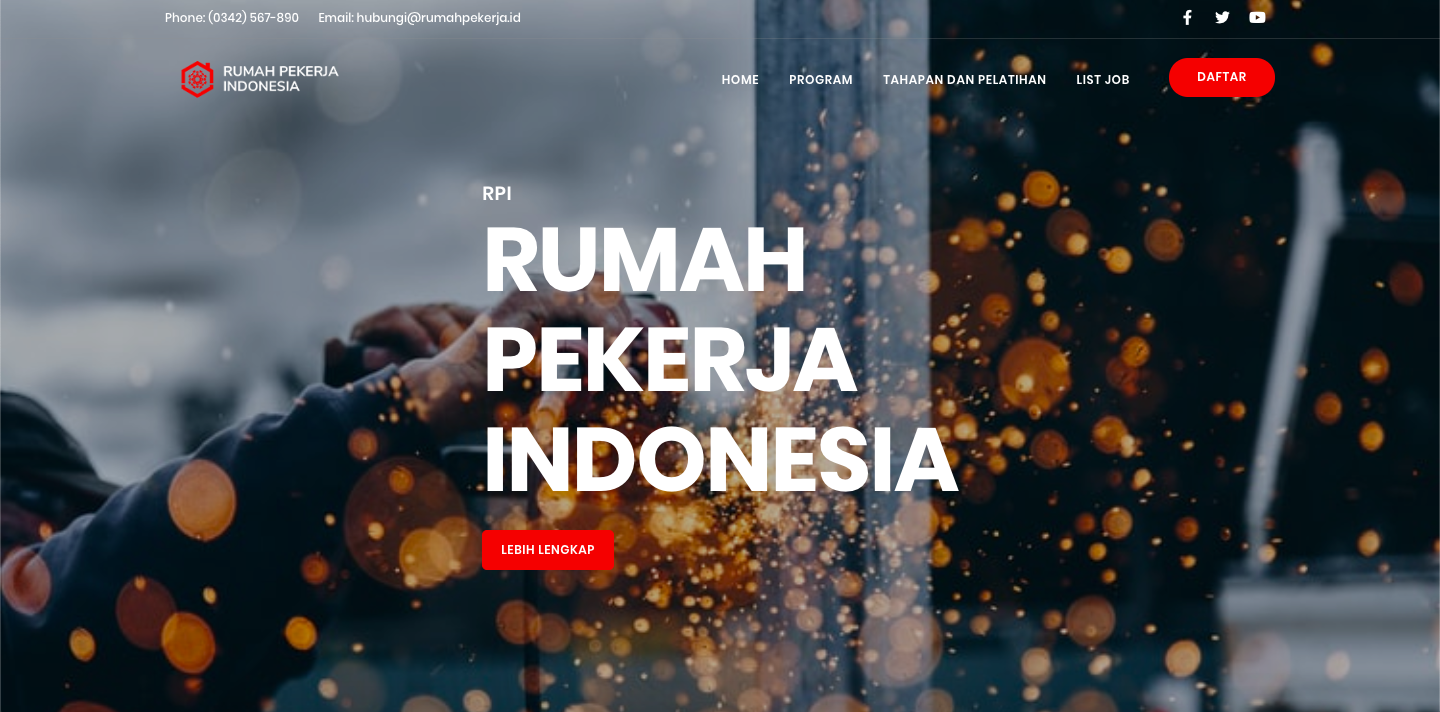 Phone: (0342) 567-890 Email: hubungi@rumahpekerja.id
RUMAH PEKERJA
INDONESIA
HOME PROGRAM TAHAPAN DAN PELATIHAN LIST JOB DAFTAR
RPI
RUMAH
PEKERJA
INDONESIA
LEBIH LENGKAP